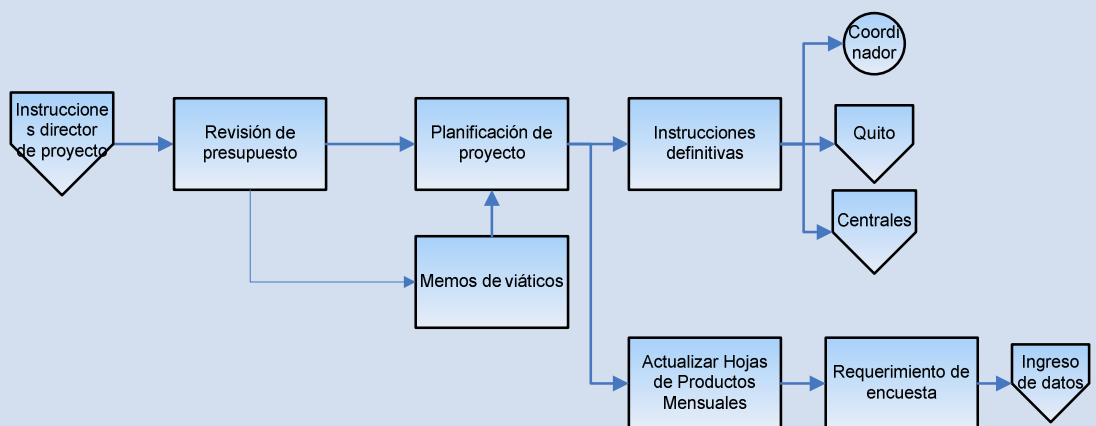 Instruccione
s director
de proyecto
Revisión de
presupuesto
Planificación de
proyecto
Instrucciones
definitivas
Coordi
nador
Quito
Centrales
Memos de viáticos
Actualizar Hojas
de Productos
Mensuales
Requerimiento de
encuesta
Ingreso
de datos